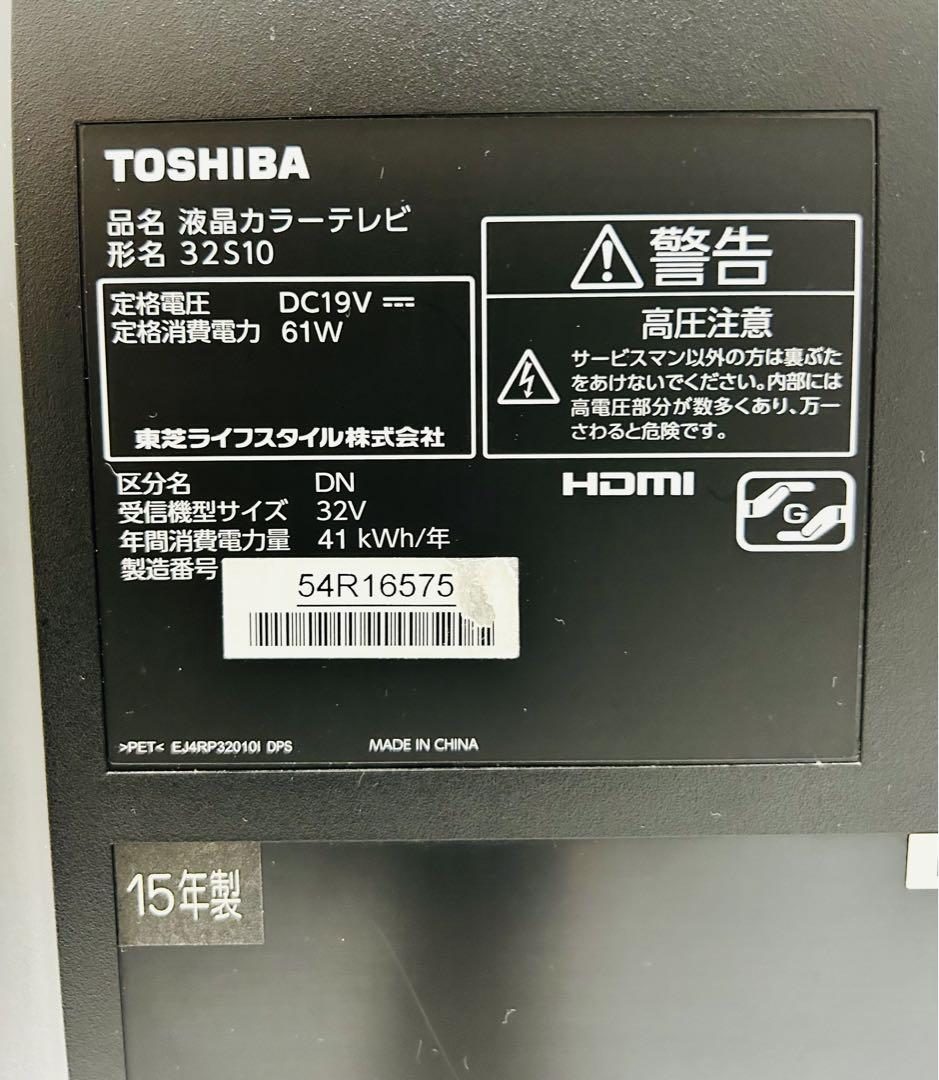 TOSHIBA
品名 液晶カラーテレビ
形名 32S10
定格電圧 DC19V ⎓
定格消費電力 61W
東芝ライフスタイル株式会社
警告
高圧注意
サービスマン以外の方は裏ぶた
をあけないでください。内部には
高電圧部分が数多くあり、万一
さわると危険です。
区分名 DN
受信機型サイズ 32V
年間消費電力量 41 kWh/年
製造番号
54R16575
HDMI
G
>PET< EJ4RP32010I DPS
MADE IN CHINA
15年製